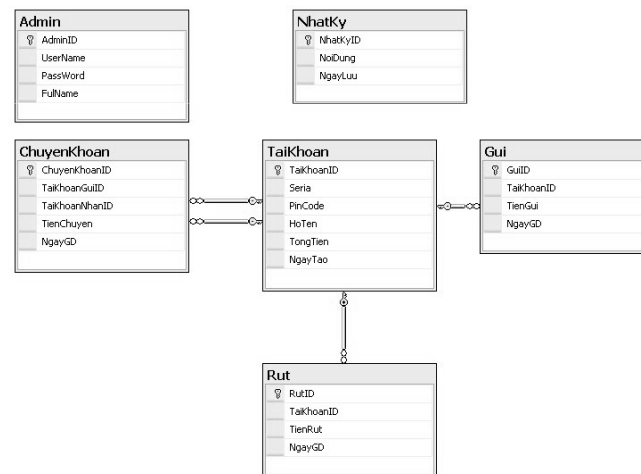 Admin
AdminID
UserName
PassWord
FulName
NhatKy
NhatKyID
NoiDung
NgayLuu
ChuyenKhoan
ChuyenKhoanID
TaiKhoanGuiID
TaiKhoanNhanID
TienChuyen
NgayGD
TaiKhoan
TaiKhoanID
Seria
PinCode
HoTen
TongTien
NgayTao
Gui
GuiID
TaiKhoanID
TienGui
NgayGD
Rut
RutID
TaiKhoanID
TienRut
NgayGD